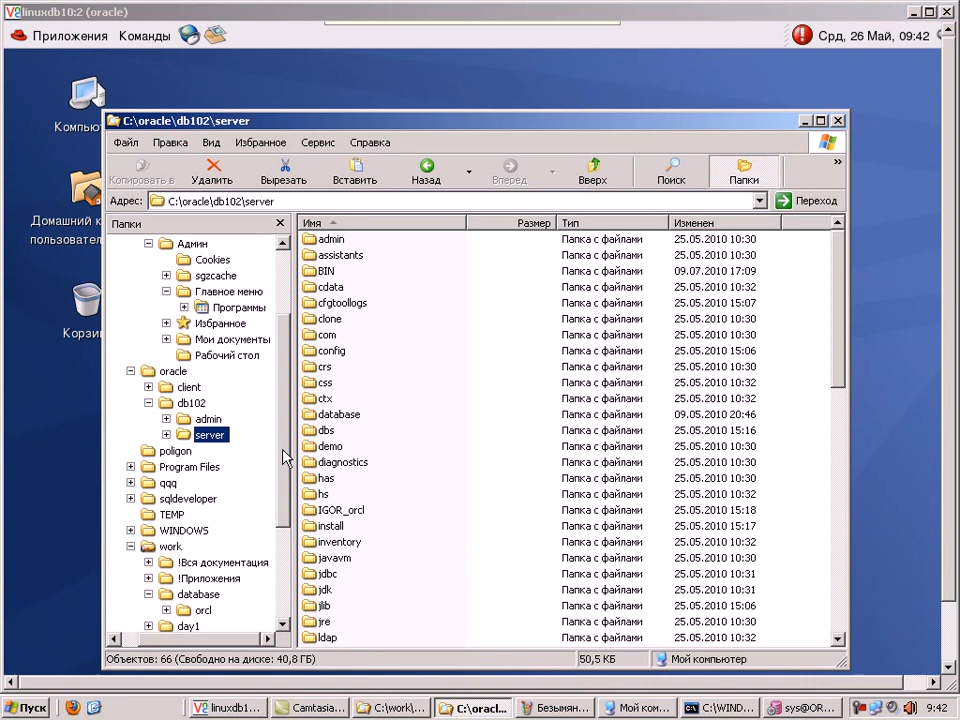 linuxdb10:2 (oracle)
Приложения Команды Срд, 26 Май, 09:42
C:\oracle\db102\server
Компью
Файл Правка Вид Избранное Сервис Справка
Копировать в Удалить Вырезать Вставить Назад Вперед Вверх Поиск Папки
Адрес: C:\oracle\db102\server Переход
Домашний к
пользовател
Корзи
Папки
Имя Размер Тип Изменен
Админ
Cookies
sgzcache
Главное меню
Программы
Избранное
Мои документы
Рабочий стол
oracle
client
db102
admin
server
poligon
Program Files
qqq
sqldeveloper
TEMP
WINDOWS
work
!Вся документация
!Приложения
database
orcl
day1
admin Папка с файлами 25.05.2010 10:30
assistants Папка с файлами 25.05.2010 10:30
BIN Папка с файлами 09.07.2010 17:09
cdata Папка с файлами 25.05.2010 10:32
cfgtoollogs Папка с файлами 25.05.2010 15:07
clone Папка с файлами 25.05.2010 10:30
com Папка с файлами 25.05.2010 10:30
config Папка с файлами 25.05.2010 15:06
crs Папка с файлами 25.05.2010 10:30
css Папка с файлами 25.05.2010 10:32
ctx Папка с файлами 25.05.2010 10:32
database Папка с файлами 09.05.2010 20:46
dbs Папка с файлами 25.05.2010 15:16
demo Папка с файлами 25.05.2010 10:30
diagnostics Папка с файлами 25.05.2010 10:30
has Папка с файлами 25.05.2010 10:30
hs Папка с файлами 25.05.2010 10:32
IGOR_orcl Папка с файлами 25.05.2010 15:18
install Папка с файлами 25.05.2010 15:17
inventory Папка с файлами 25.05.2010 10:32
javavm Папка с файлами 25.05.2010 10:30
jdbc Папка с файлами 25.05.2010 10:31
jdk Папка с файлами 25.05.2010 10:31
jlib Папка с файлами 25.05.2010 15:06
jre Папка с файлами 25.05.2010 10:30
ldap Папка с файлами 25.05.2010 10:32
Объектов: 66 (Свободно на диске: 40,8 ГБ) 50,5 КБ Мой компьютер
Пуск linuxdb1... Camtasia... C:\work\... C:\oracl... Безымян... Мой ком... C:\WIND... sys@OR... 9:42